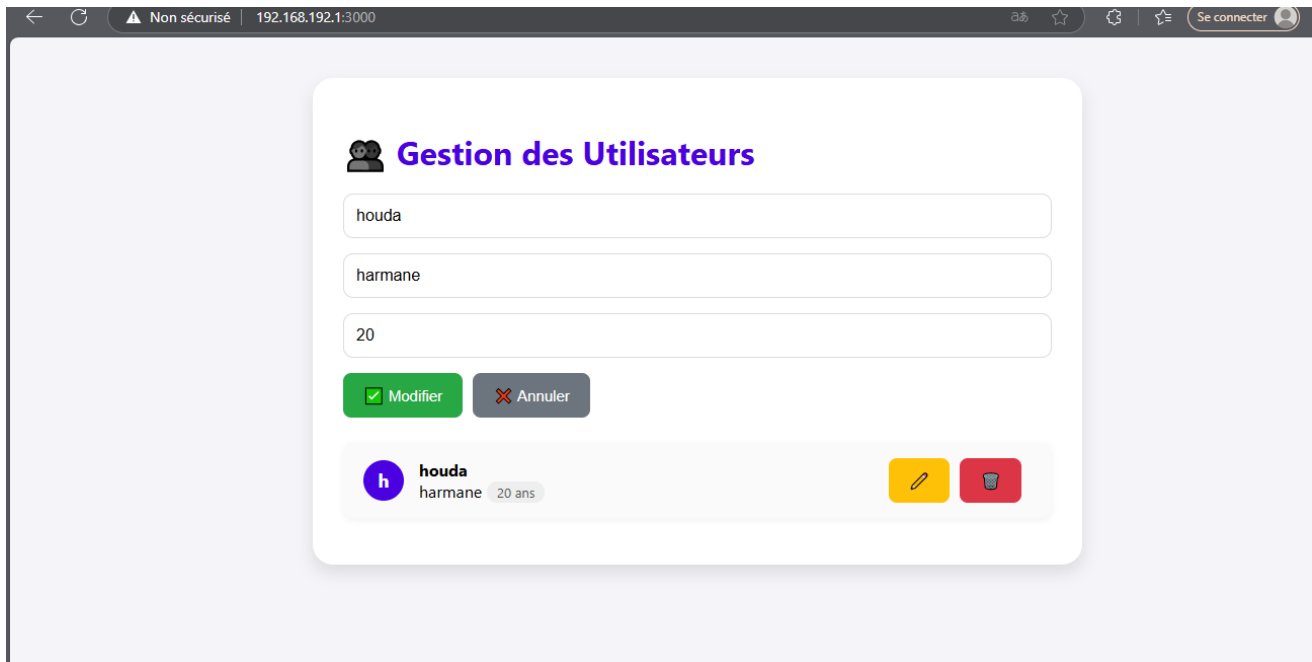 Non sécurisé 192.168.192.1:3000 Se connecter
Gestion des Utilisateurs
houda
harmane
20
Modifier Annuler
h houda
harmane 20 ans